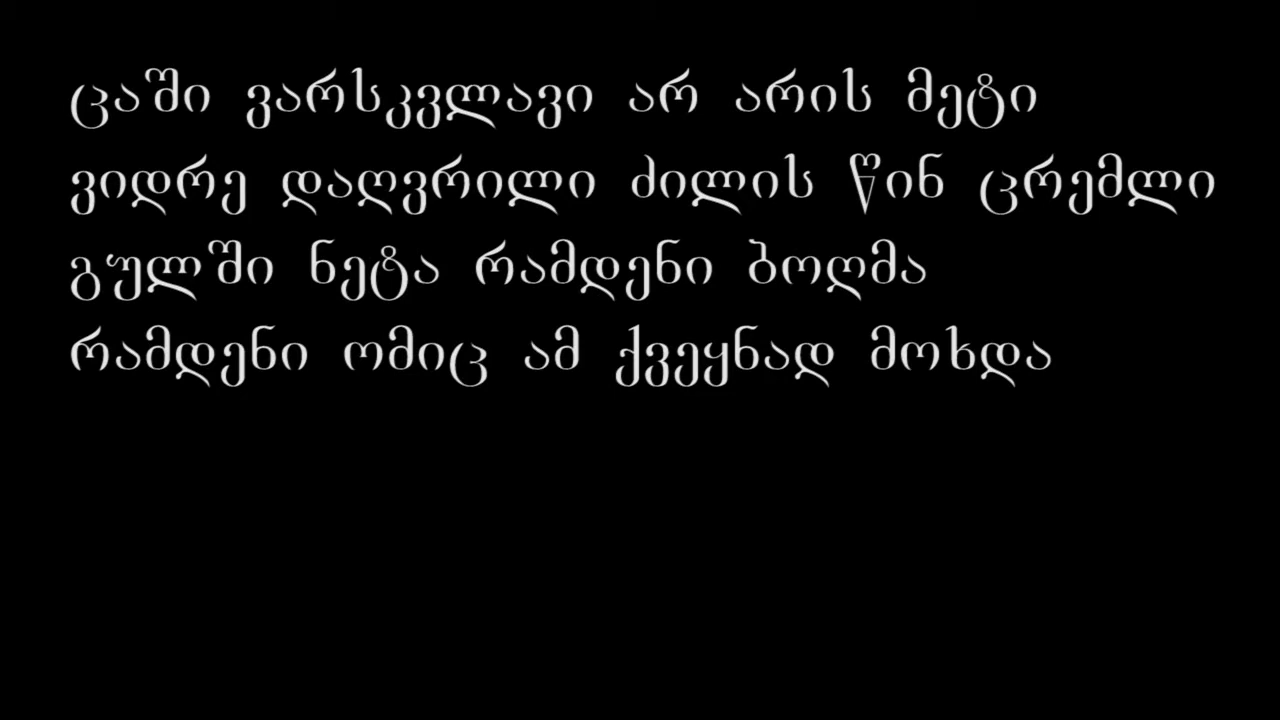 ცაში ვარსკვლავი არ არის მეტი
ვიდრე დაღვრილი ძილის წინ ცრემლი
გულში ნეტა რამდენი ბოღმა
რამდენი ომიც ამ ქვეყნად მოხდა